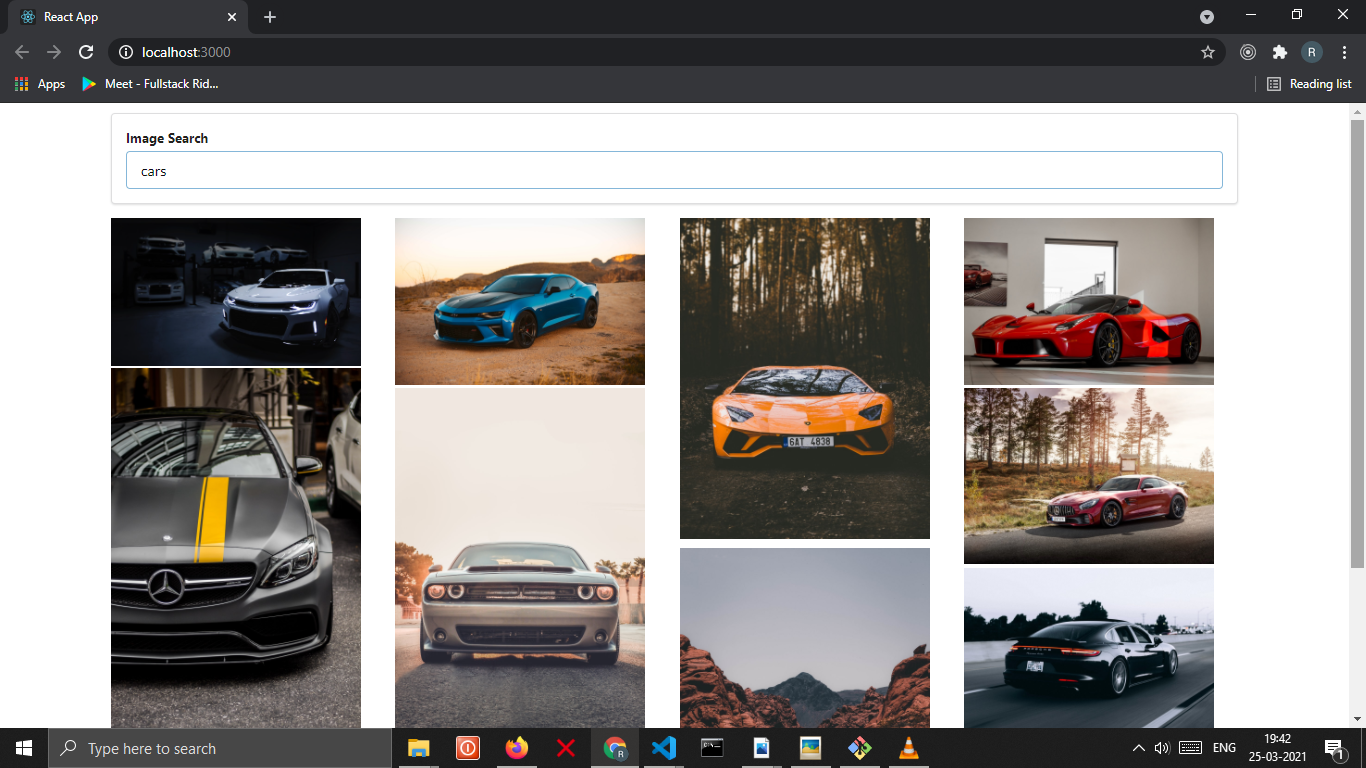 React App
localhost:3000
R
Apps
Meet - Fullstack Rid...
Reading list
Image Search
cars
6AT 4838
Type here to search
R
ENG
19:42
25-03-2021
1